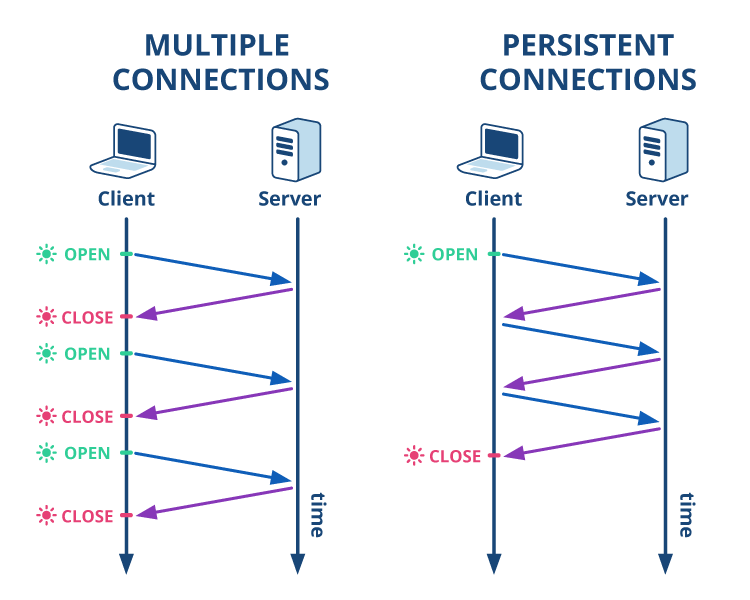 MULTIPLE
CONNECTIONS
Client
Server
OPEN
CLOSE
OPEN
CLOSE
OPEN
CLOSE
time
PERSISTENT
CONNECTIONS
Client
Server
OPEN
CLOSE
time